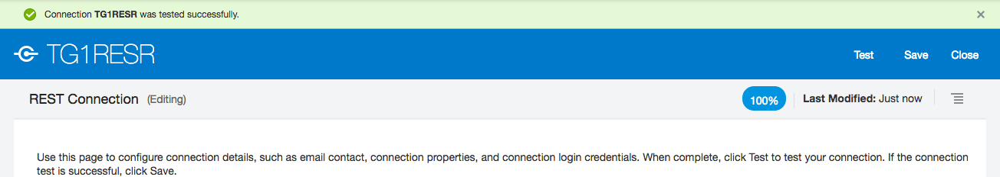 Connection TG1RESR was tested successfully.
TG1RESR
Test Save Close
REST Connection (Editing)
100%
Last Modified: Just now
Use this page to configure connection details, such as email contact, connection properties, and connection login credentials. When complete, click Test to test your connection. If the connection
test is successful, click Save.